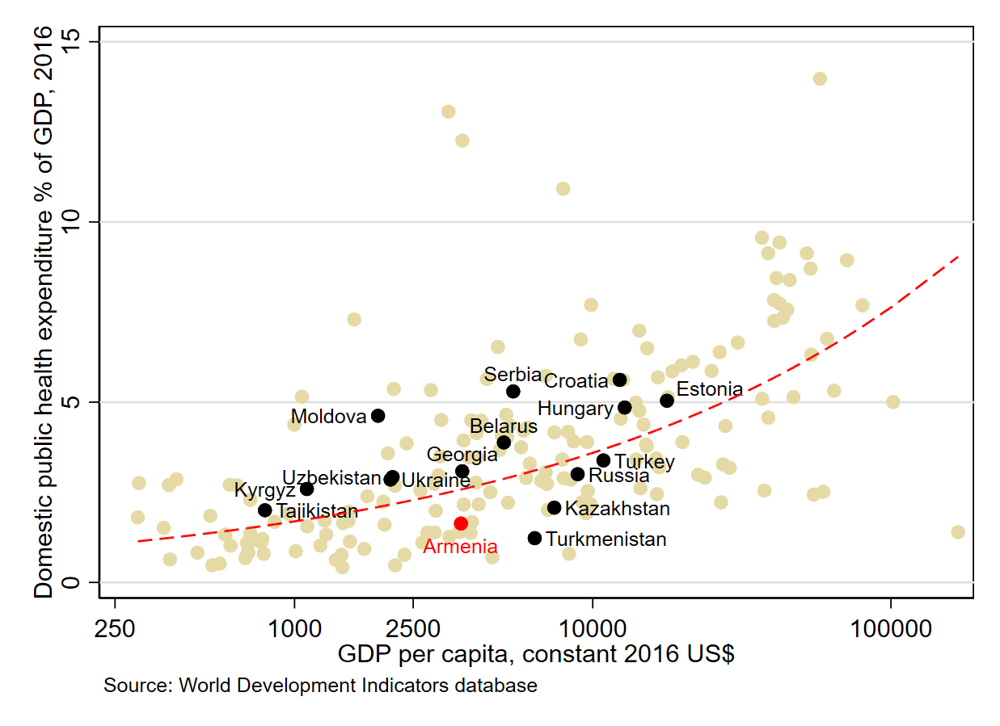 Domestic public health expenditure % of GDP, 2016
15
10
5
0
Serbia
Croatia
Estonia
Hungary
Moldova
Belarus
Georgia
Turkey
Uzbekistan
Ukraine
Russia
Kyrgyz
Tajikistan
Kazakhstan
Armenia
Turkmenistan
250
1000
2500
10000
100000
GDP per capita, constant 2016 US$
Source: World Development Indicators database